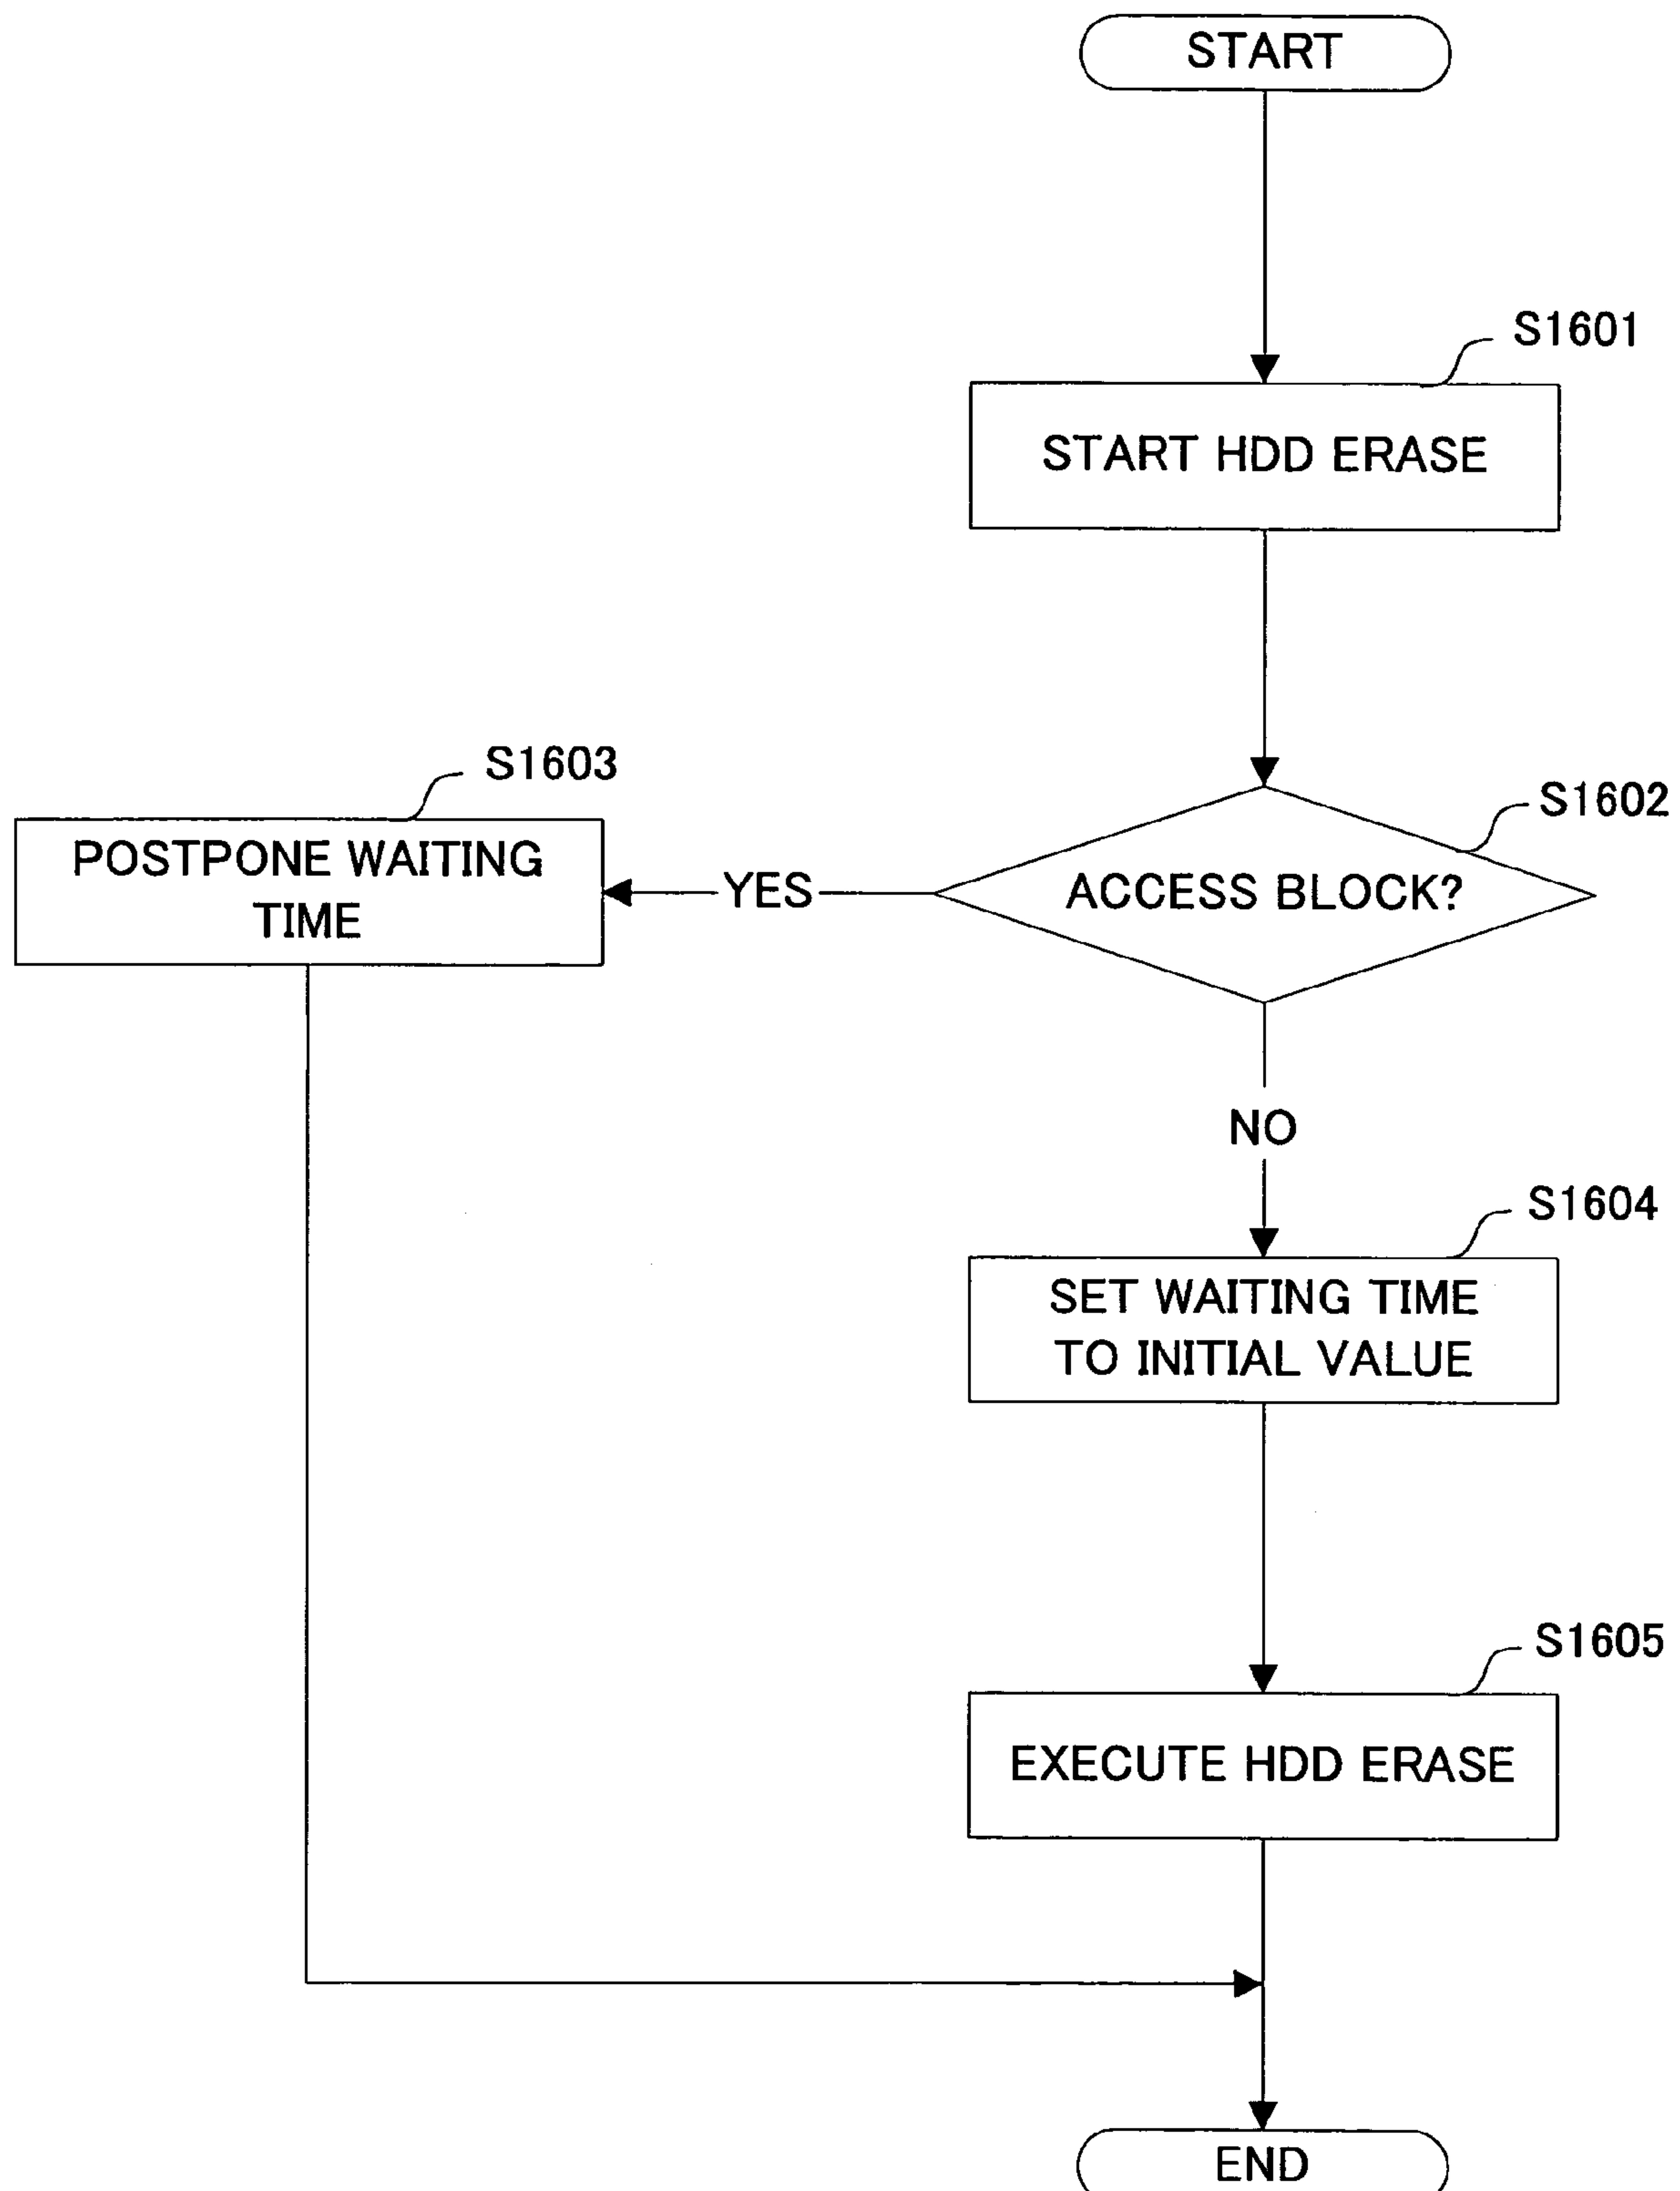 START
S1601
START HDD ERASE
S1603
S1602
POSTPONE WAITING
TIME
YES
ACCESS BLOCK?
NO
S1604
SET WAITING TIME
TO INITIAL VALUE
S1605
EXECUTE HDD ERASE
END